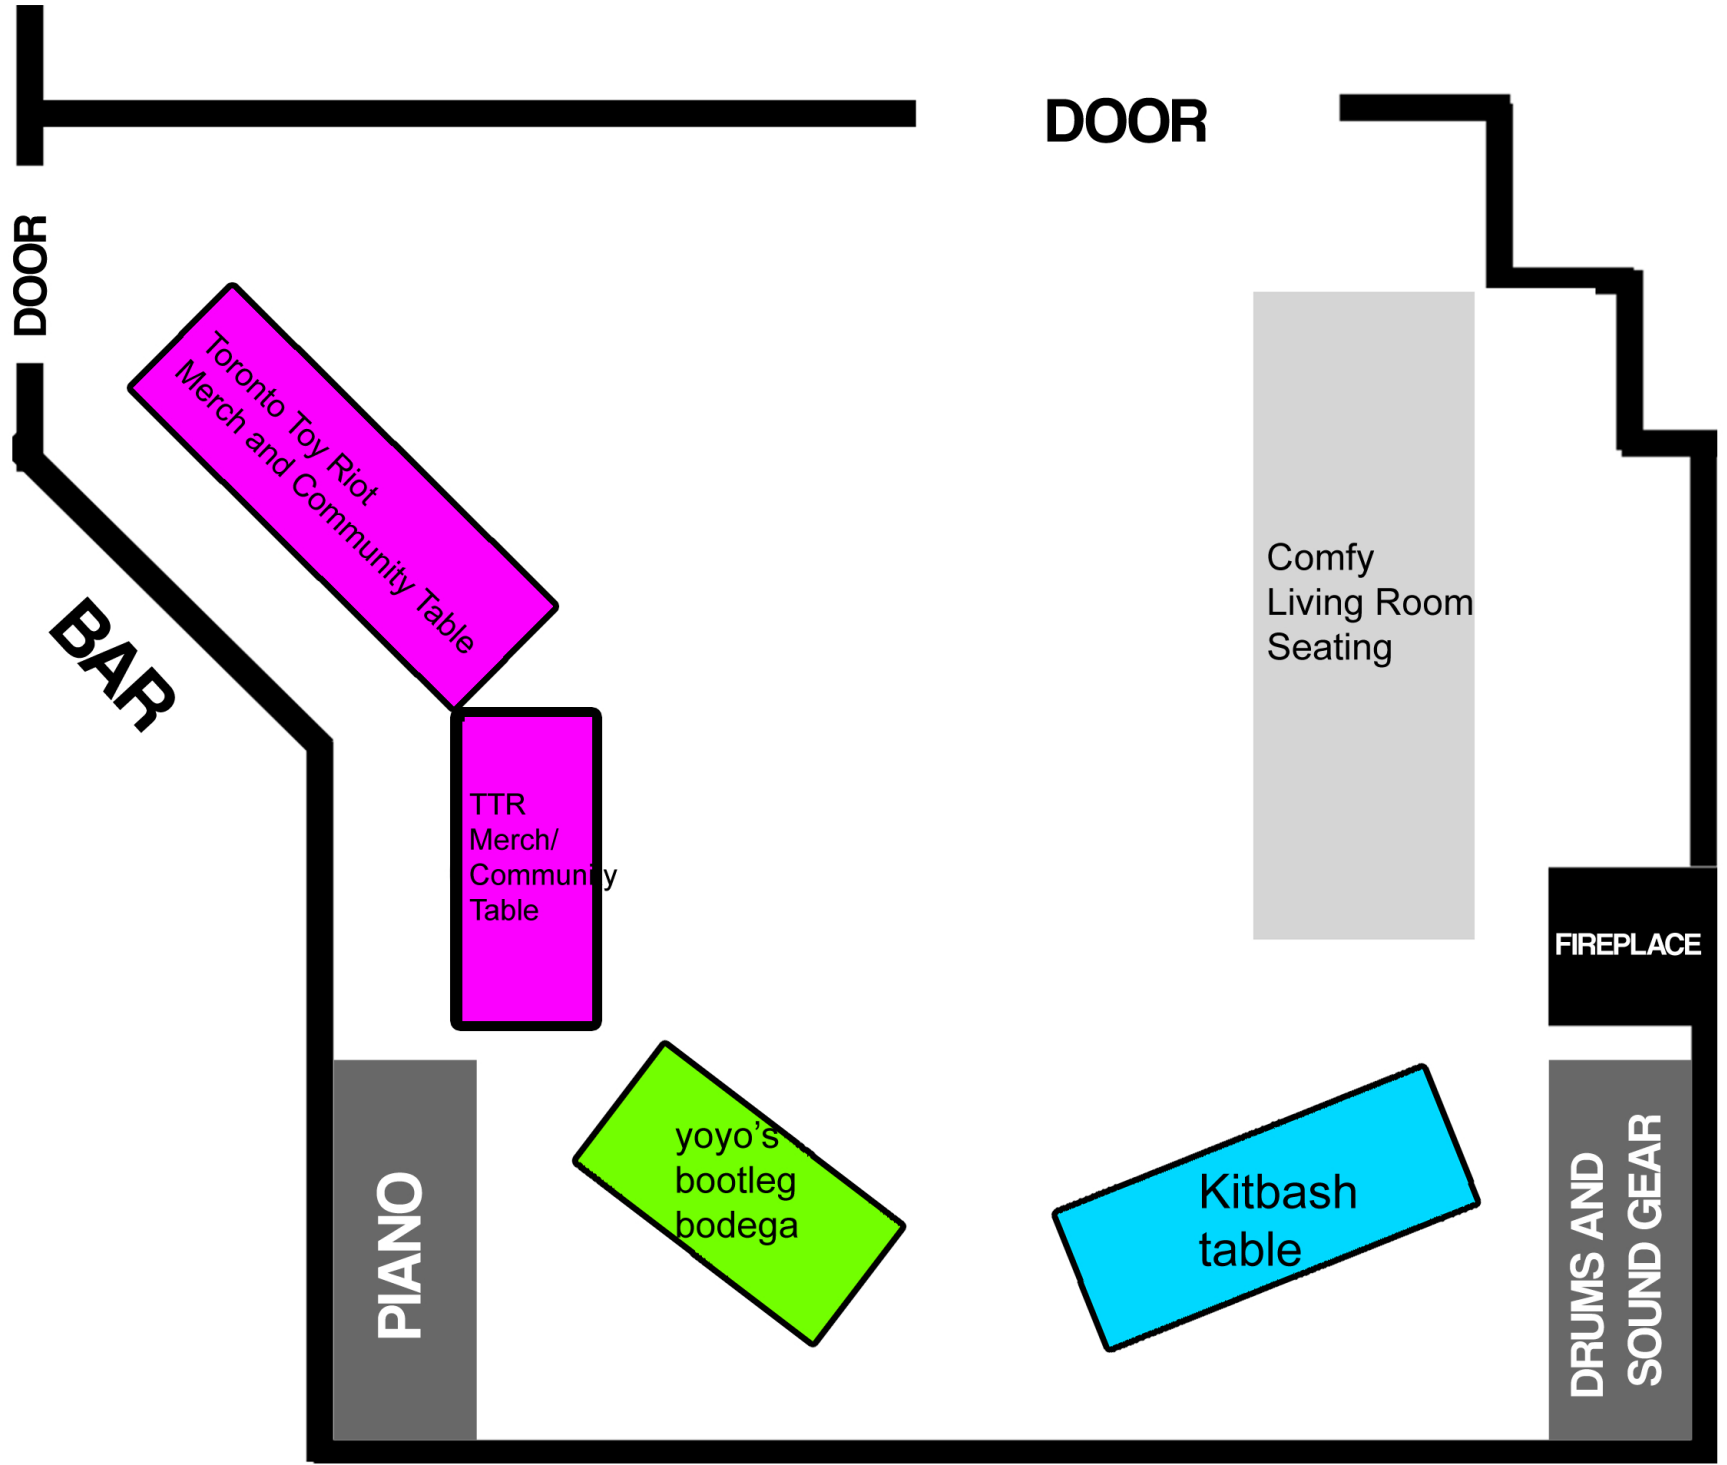 DOOR
DOOR
Toronto Toy Riot
Merch and Community Table
BAR
Comfy
Living Room
Seating
TTR
Merch/
Community
Table
FIREPLACE
PIANO
yoyo’s
bootleg
bodega
Kitbash
table
DRUMS AND
SOUND GEAR